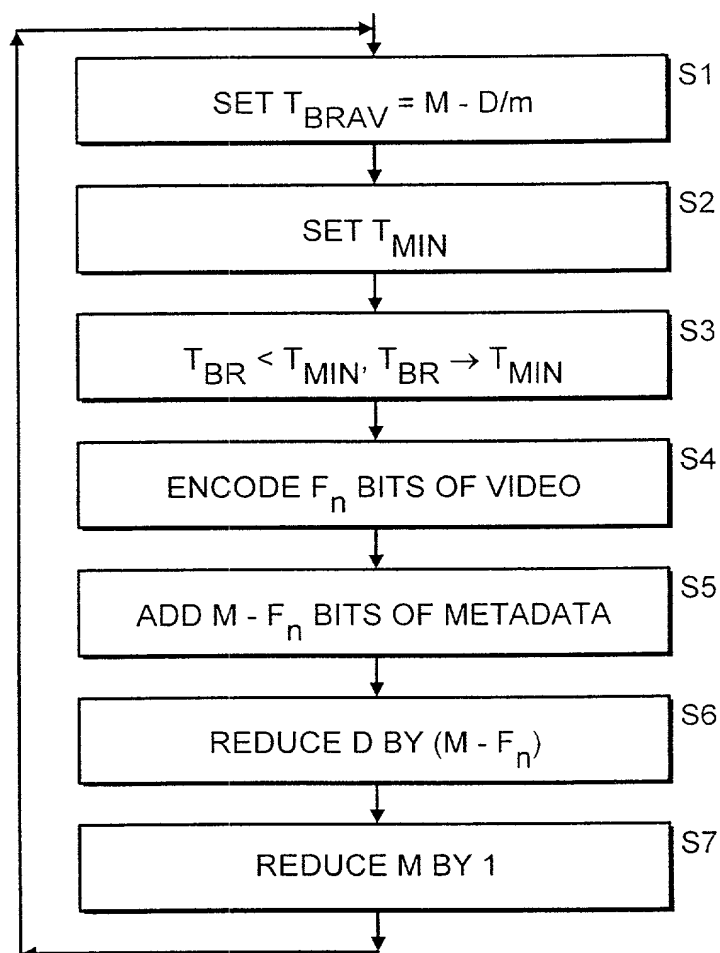 S1
SET T_BRAV = M - D/m
S2
SET T_MIN
S3
T_BR < T_MIN, T_BR → T_MIN
S4
ENCODE F_n BITS OF VIDEO
S5
ADD M - F_n BITS OF METADATA
S6
REDUCE D BY (M - F_n)
S7
REDUCE M BY 1